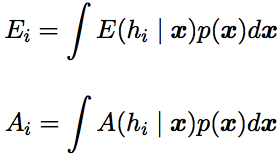 E_i = ∫ E(h_i | 𝒙)p(𝒙)d𝒙
A_i = ∫ A(h_i | 𝒙)p(𝒙)d𝒙